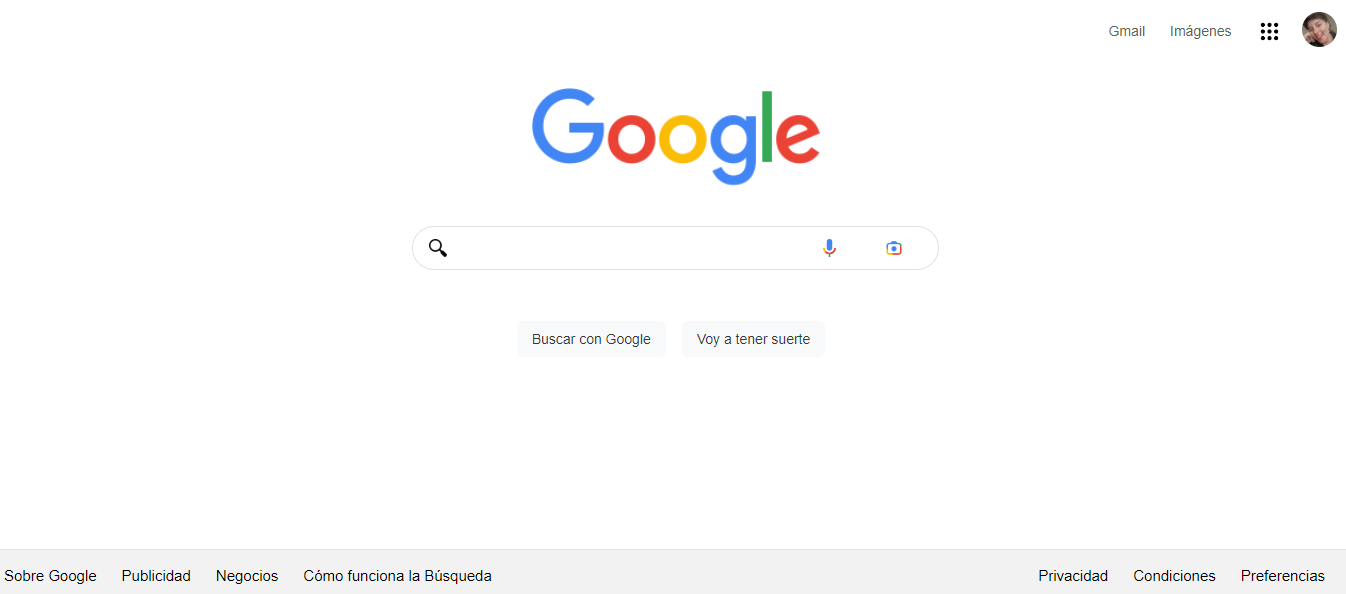 Gmail Imágenes
Google
Buscar con Google Voy a tener suerte
Sobre Google Publicidad Negocios Cómo funciona la Búsqueda Privacidad Condiciones Preferencias